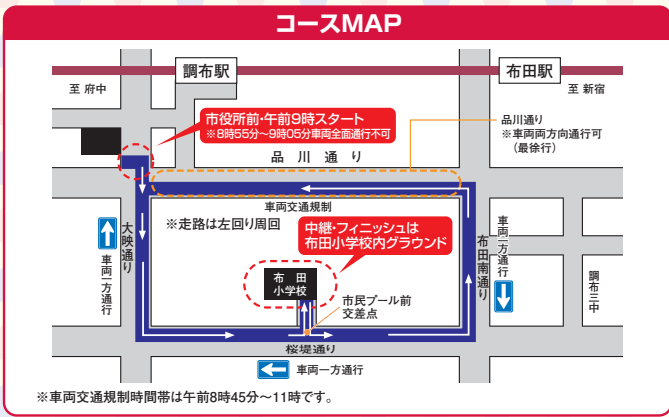 コースMAP
調布駅
布田駅
至 府中
至 新宿
市役所前・午前9時スタート
※8時55分～9時05分車両全面通行不可
品川通り
※車両両方向通行可
（最徐行）
品川通り
車両交通規制
※走路は左回り周回
中継・フィニッシュは
布田小学校内グラウンド
大映通り
車両一方通行
布田
小学校
市民プール前
交差点
布田南通り
車両一方通行
調布三中
桜堤通り
車両一方通行
※車両交通規制時間帯は午前8時45分～11時です。